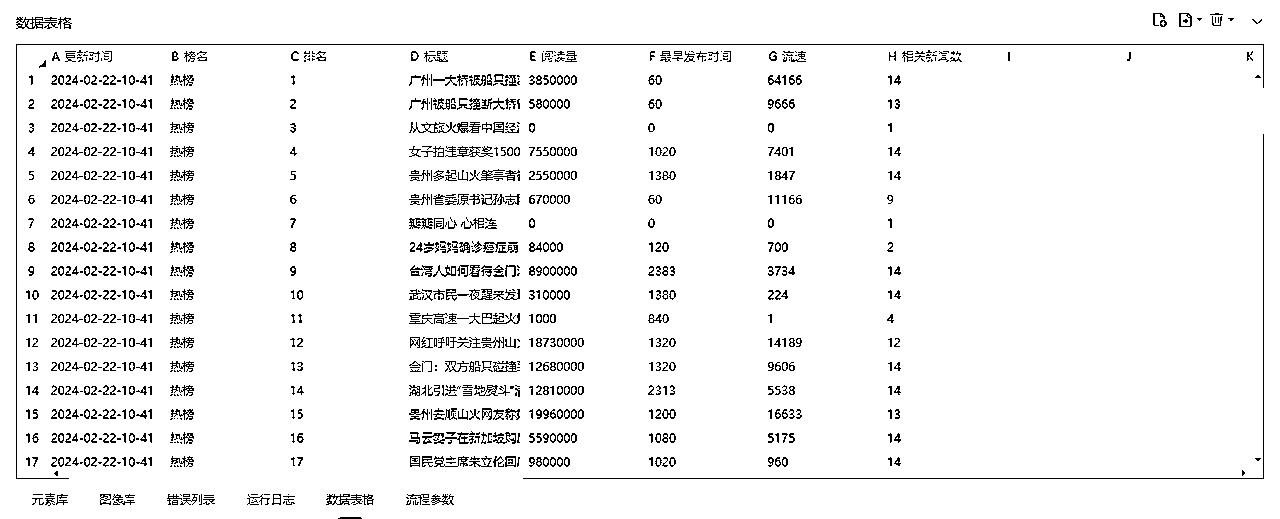 数据表格
A 更新时间 B 榜名 C 排名 D 标题 E 阅读量 F 最早发布时间 G 流速 H 相关新闻数 I J K
1 2024-02-22-10-41 热榜 1 广州一大桥被船只撞 3850000 60 64166 14
2 2024-02-22-10-41 热榜 2 广州被船只撞断大桥 580000 60 9666 13
3 2024-02-22-10-41 热榜 3 从文旅火爆看中国经 0 0 0 1
4 2024-02-22-10-41 热榜 4 女子拍违章获奖1500 7550000 1020 7401 14
5 2024-02-22-10-41 热榜 5 贵州多起山火肇事者 2550000 1380 1847 14
6 2024-02-22-10-41 热榜 6 贵州省委原书记孙志 670000 60 11166 9
7 2024-02-22-10-41 热榜 7 瓣瓣同心 心相连 0 0 0 1
8 2024-02-22-10-41 热榜 8 24岁妈妈确诊癌症 84000 120 700 2
9 2024-02-22-10-41 热榜 9 台湾人如何看待金门 8900000 2383 3734 14
10 2024-02-22-10-41 热榜 10 武汉市民一夜醒来发 310000 1380 224 14
11 2024-02-22-10-41 热榜 11 重庆高速一大巴起火 1000 840 1 4
12 2024-02-22-10-41 热榜 12 网红呼吁关注贵州山 18730000 1320 14189 12
13 2024-02-22-10-41 热榜 13 金门：双方船只碰撞 12680000 1320 9606 14
14 2024-02-22-10-41 热榜 14 湖北引进“雪地熨斗” 12810000 2313 5538 14
15 2024-02-22-10-41 热榜 15 贵州安顺山火网友称 19960000 1200 16633 13
16 2024-02-22-10-41 热榜 16 马云妻子在新加坡购 5590000 1080 5175 14
17 2024-02-22-10-41 热榜 17 国民党主席朱立伦回 980000 1020 960 14
元素库 图像库 错误列表 运行日志 数据表格 流程参数